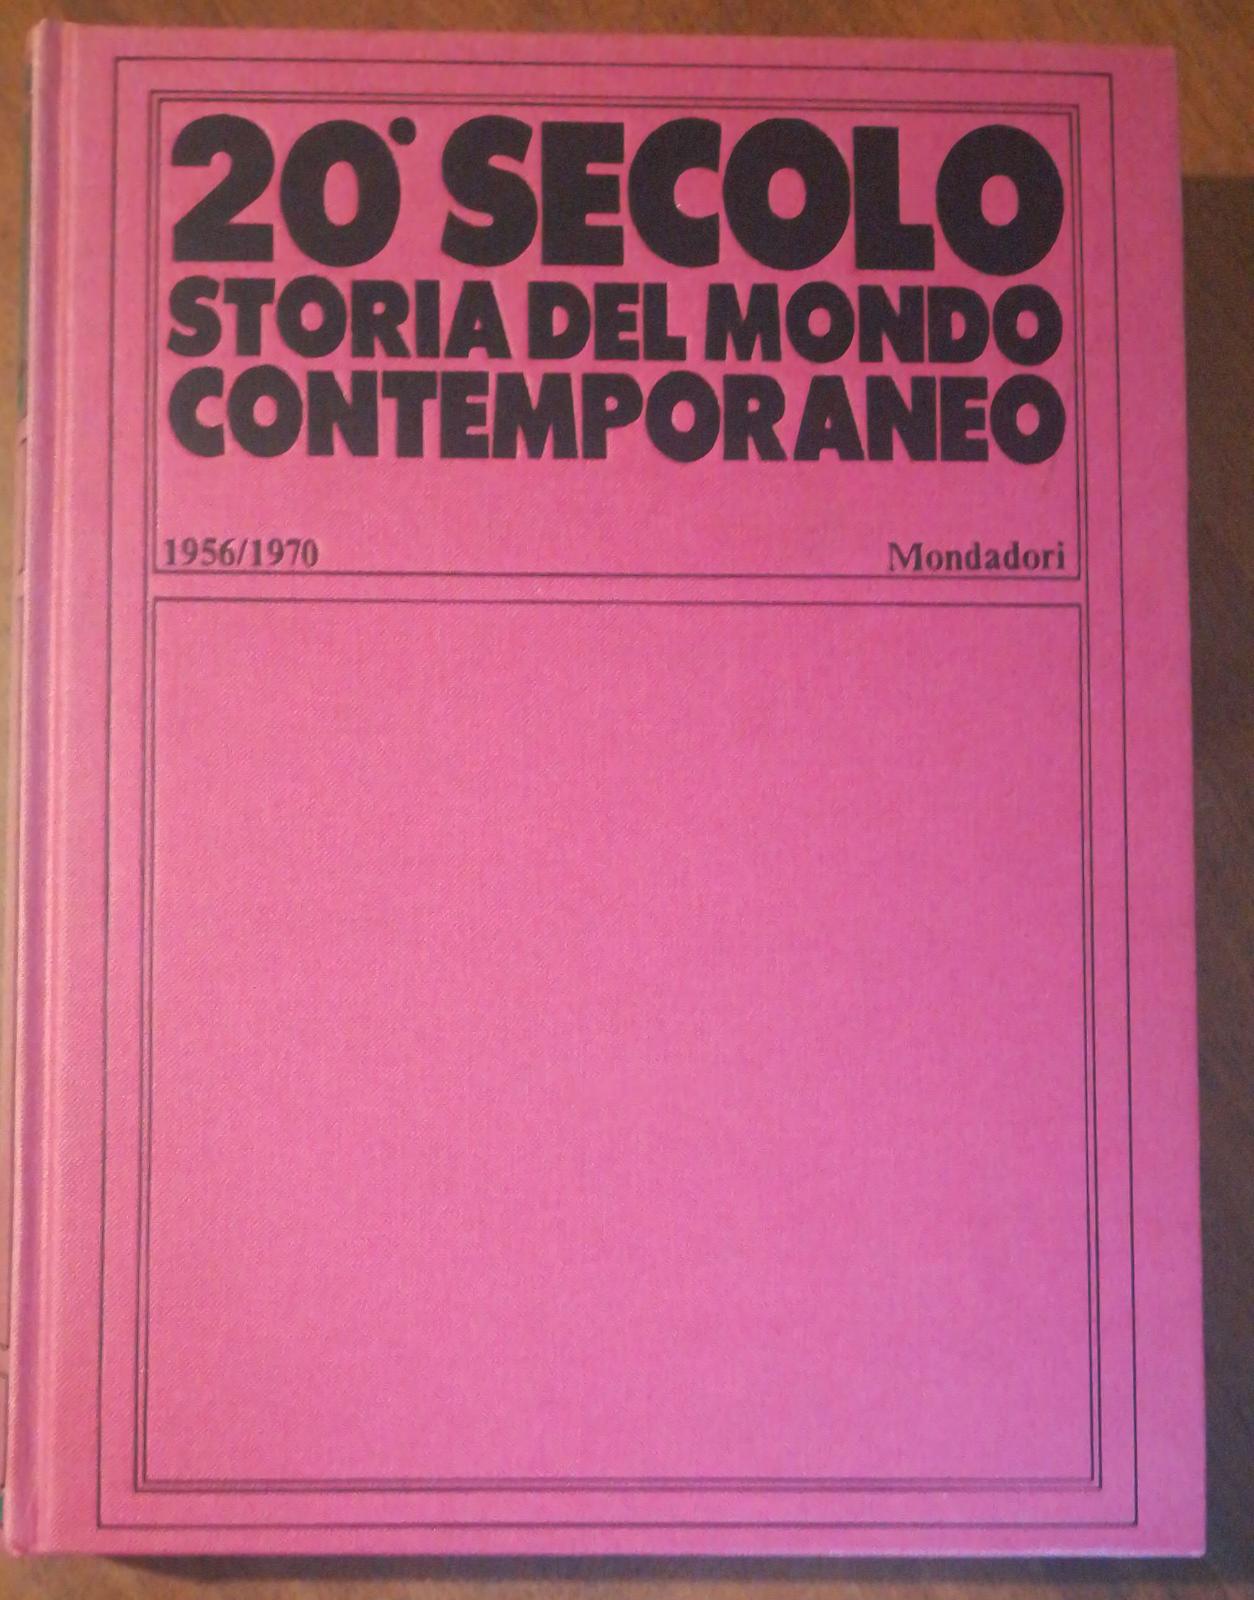 20° SECOLO
STORIA DEL MONDO
CONTEMPORANEO
1956/1970 Mondadori